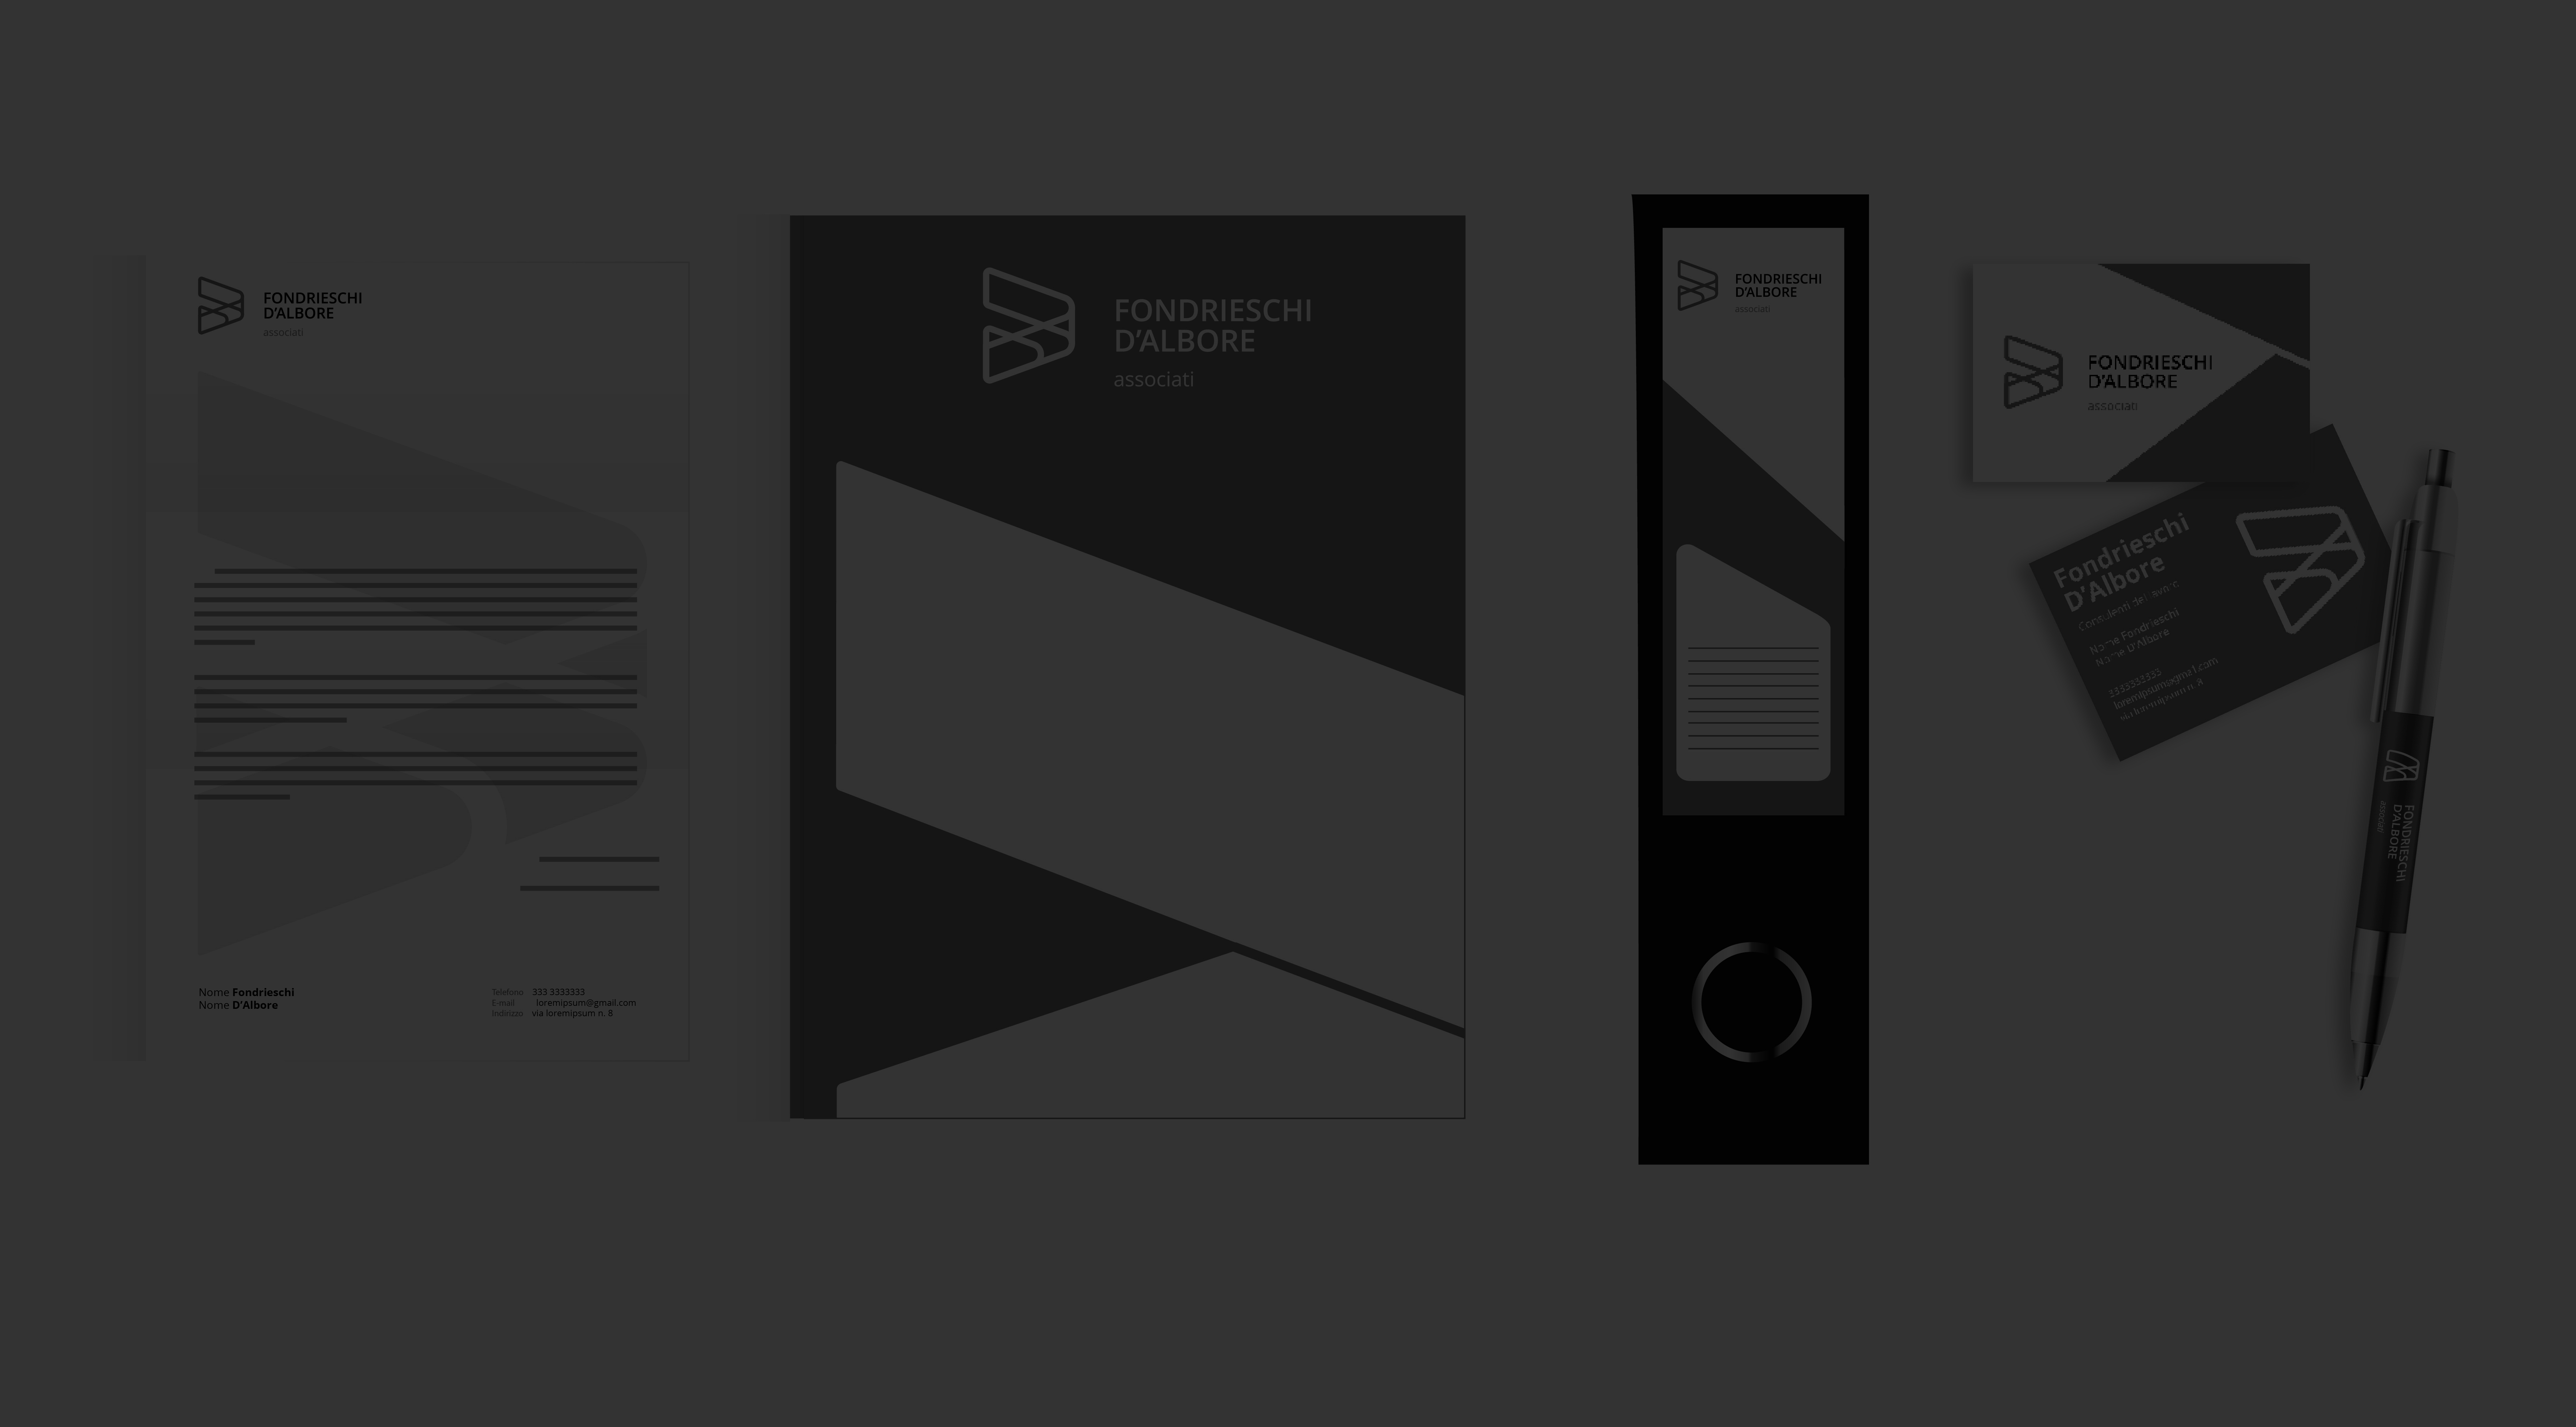 FONDRIESCHI
D'ALBORE
associati
Nome Fondrieschi
Nome D'Albore
Telefono 333 3333333
E-mail loremipsum@gmail.com
Indirizzo via loremipsum n. 8
FONDRIESCHI
D'ALBORE
associati
FONDRIESCHI
D'ALBORE
associati
FONDRIESCHI
D'ALBORE
associati
Fondrieschi
D'Albore
Consulenti del
Nome Fondrieschi
Nome D'Albore
3333333333
loremipsum@gmail.com
via loremipsum n. 8
FONDRIESCHI
D'ALBORE
associati